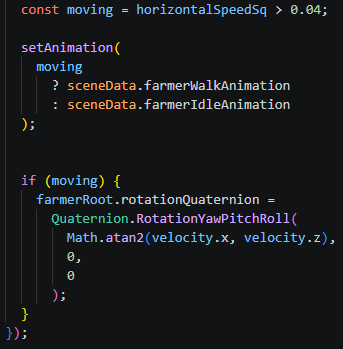 const moving = horizontalSpeedSq > 0.04;
setAnimation(
moving
? sceneData.farmerWalkAnimation
: sceneData.farmerIdleAnimation
);
if (moving) {
farmerRoot.rotationQuaternion =
Quaternion.RotationYawPitchRoll(
Math.atan2(velocity.x, velocity.z),
0,
0
);
}
});